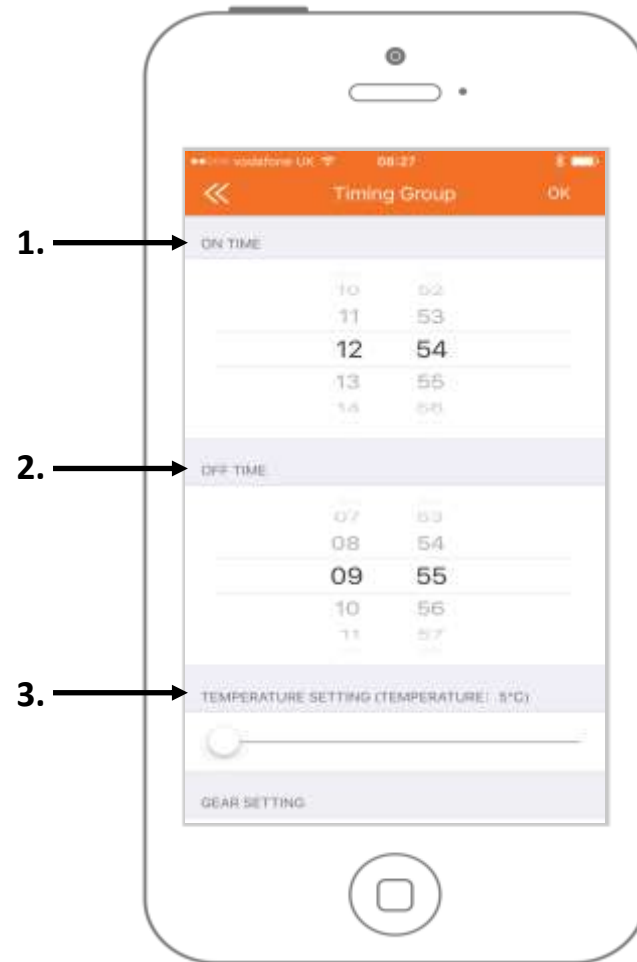 vodafone UK 08:27
Timing Group OK
1. ON TIME
10 52
11 53
12 54
13 55
14 56
2. OFF TIME
07 53
08 54
09 55
10 56
11 57
3. TEMPERATURE SETTING (TEMPERATURE: 5°C)
GEAR SETTING